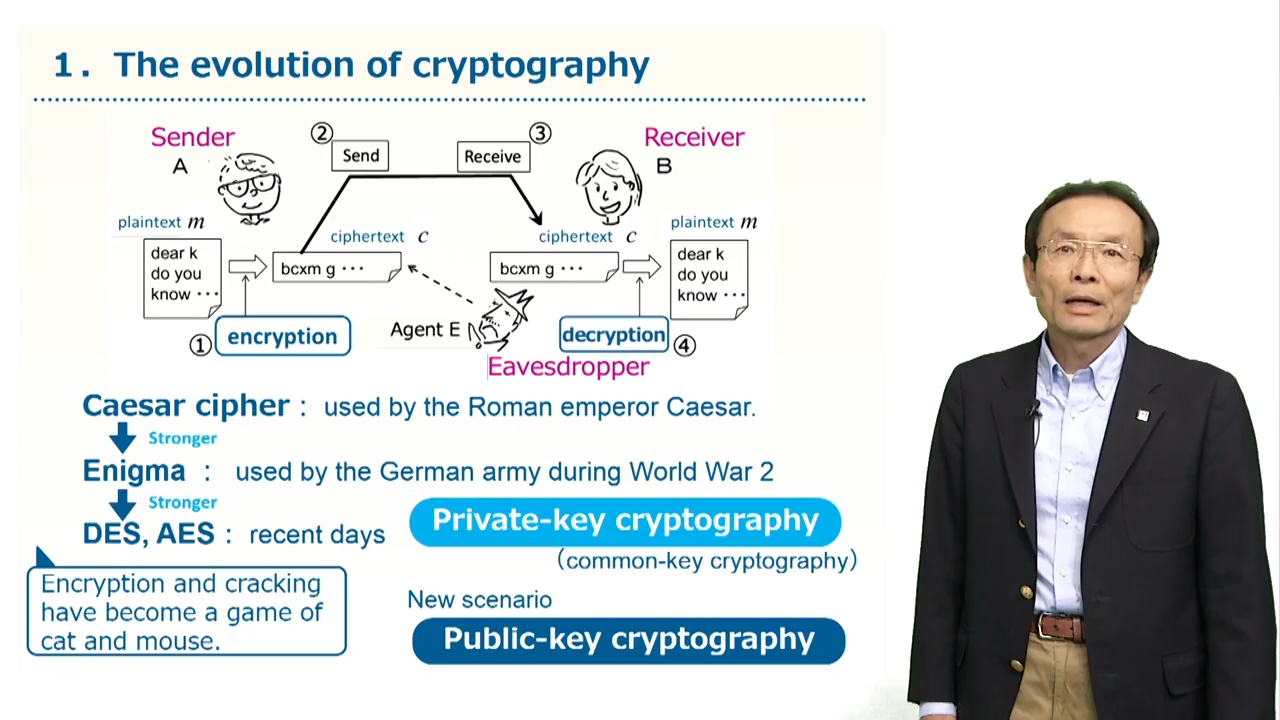 1. The evolution of cryptography
Sender
A
②
Send
Receive
③
Receiver
B
plaintext m
ciphertext c
ciphertext c
plaintext m
dear k
do you
know ···
bcxm g ···
bcxm g ···
dear k
do you
know ···
① encryption
Agent E
decryption ④
Eavesdropper
Caesar cipher : used by the Roman emperor Caesar.
Stronger
Enigma : used by the German army during World War 2
Stronger
DES, AES : recent days
Private-key cryptography
(common-key cryptography)
Encryption and cracking
have become a game of
cat and mouse.
New scenario
Public-key cryptography